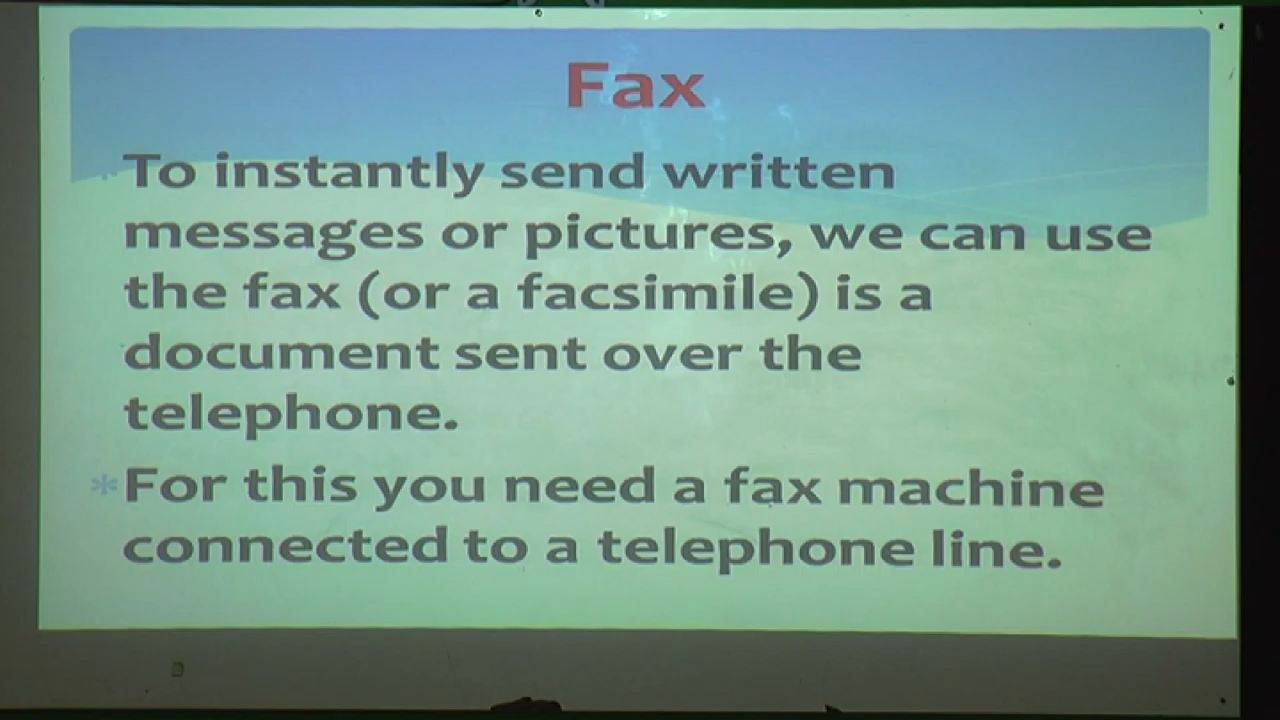 Fax
* To instantly send written
messages or pictures, we can use
the fax (or a facsimile) is a
document sent over the
telephone.
* For this you need a fax machine
connected to a telephone line.